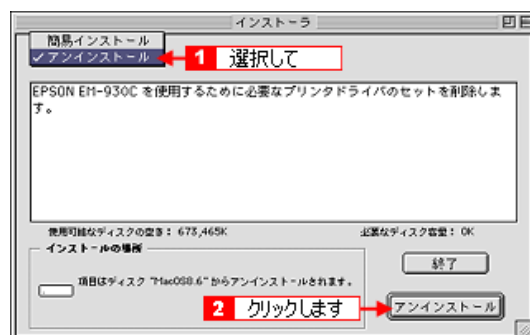 インストーラ
簡易インストール
✓アンインストール
1 選択して
EPSON EM-930C を使用するために必要なプリンタドライバのセットを削除しま
す。
使用可能なディスクの空き： 673,465K
必要なディスク容量： 0K
インストールの場所
項目はディスク “MacOS8.6” からアンインストールされます。
終了
2 クリックします
アンインストール